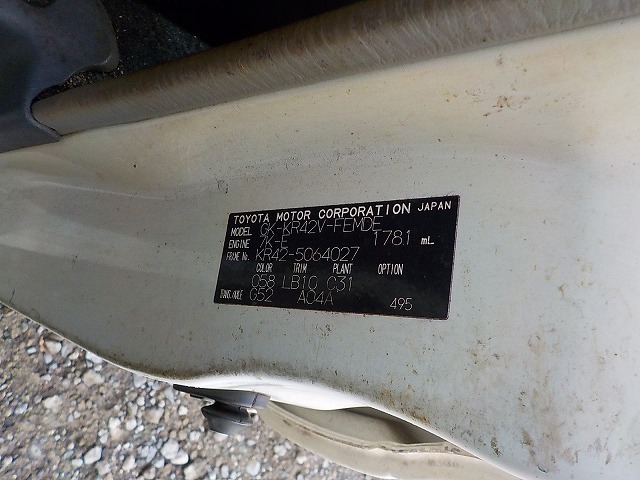 TOYOTA MOTOR CORPORATION JAPAN
MODEL GK-KR42V-FEMDE
ENGINE 7K-E 1781 mL
FRAME No. KR42-5064027
COLOR TRIM PLANT OPTION
058 LB10 C31
TRANS./AXLE G52 A04A
495